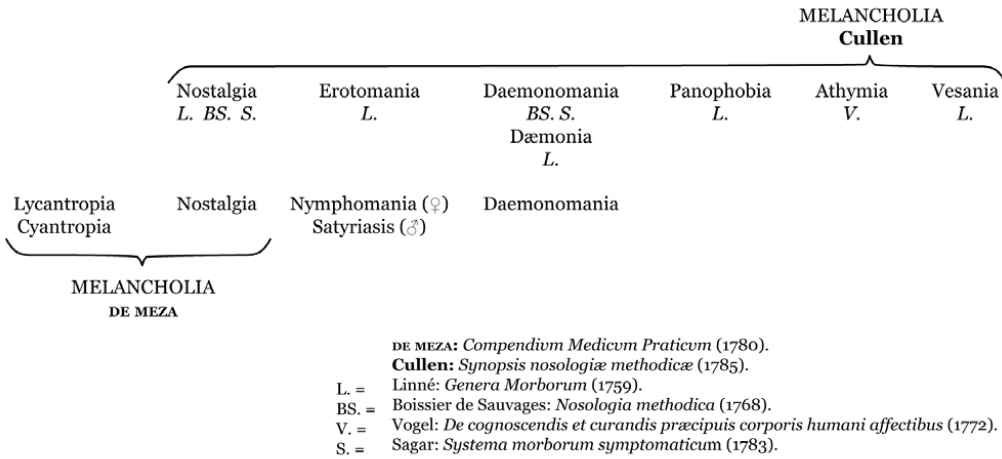 MELANCHOLIA
Cullen
Nostalgia Erotomania Daemonomania Panophobia Athymia Vesania
L. BS. S. L. BS. S. L. V. L.
Dæmonia
L.
Lycantropia Nostalgia Nymphomania (♀) Daemonomania
Cyantropia Satyriasis (♂)
MELANCHOLIA
DE MEZA
DE MEZA: Compendivm Medicvm Praticvm (1780).
Cullen: Synopsis nosologiæ methodicæ (1785).
L. = Linné: Genera Morborum (1759).
BS. = Boissier de Sauvages: Nosologia methodica (1768).
V. = Vogel: De cognoscendis et curandis præcipuis corporis humani affectibus (1772).
S. = Sagar: Systema morborum symptomaticum (1783).